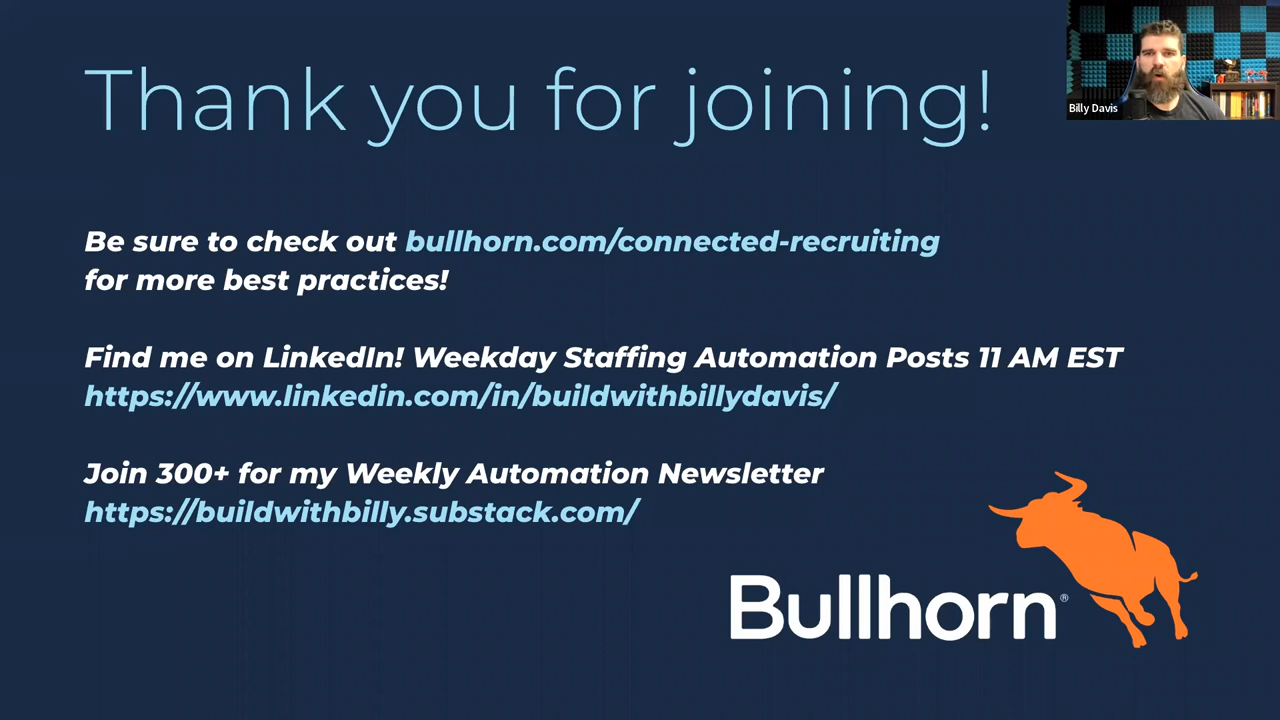 Thank you for joining!
Billy Davis
Be sure to check out bullhorn.com/connected-recruiting
for more best practices!
Find me on LinkedIn! Weekday Staffing Automation Posts 11 AM EST
https://www.linkedin.com/in/buildwithbillydavis/
Join 300+ for my Weekly Automation Newsletter
https://buildwithbilly.substack.com/
Bullhorn®